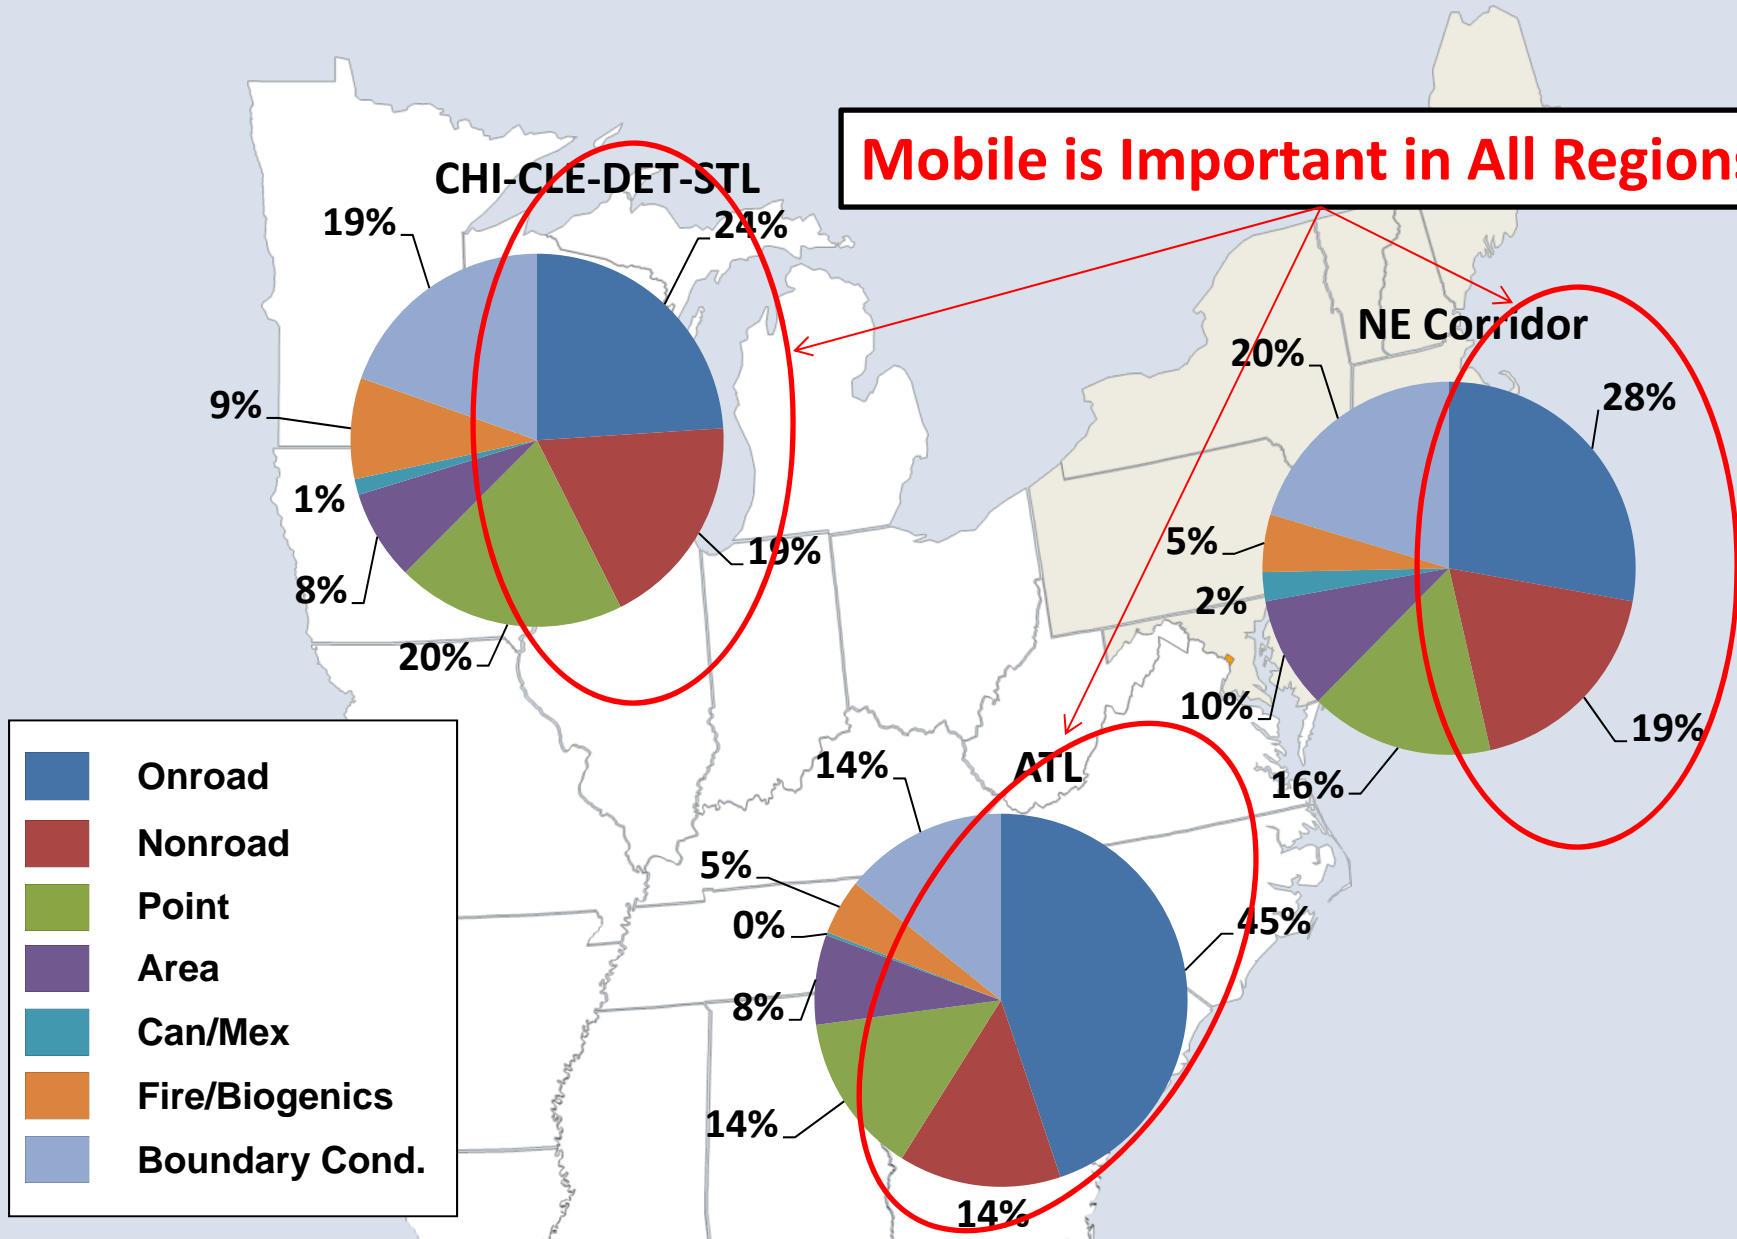 Mobile is Important in All Regions
CHI-CLE-DET-STL
24%
19%
20%
8%
1%
9%
19%
NE Corridor
28%
19%
16%
10%
2%
5%
20%
ATL
45%
14%
14%
8%
0%
5%
14%
Onroad
Nonroad
Point
Area
Can/Mex
Fire/Biogenics
Boundary Cond.